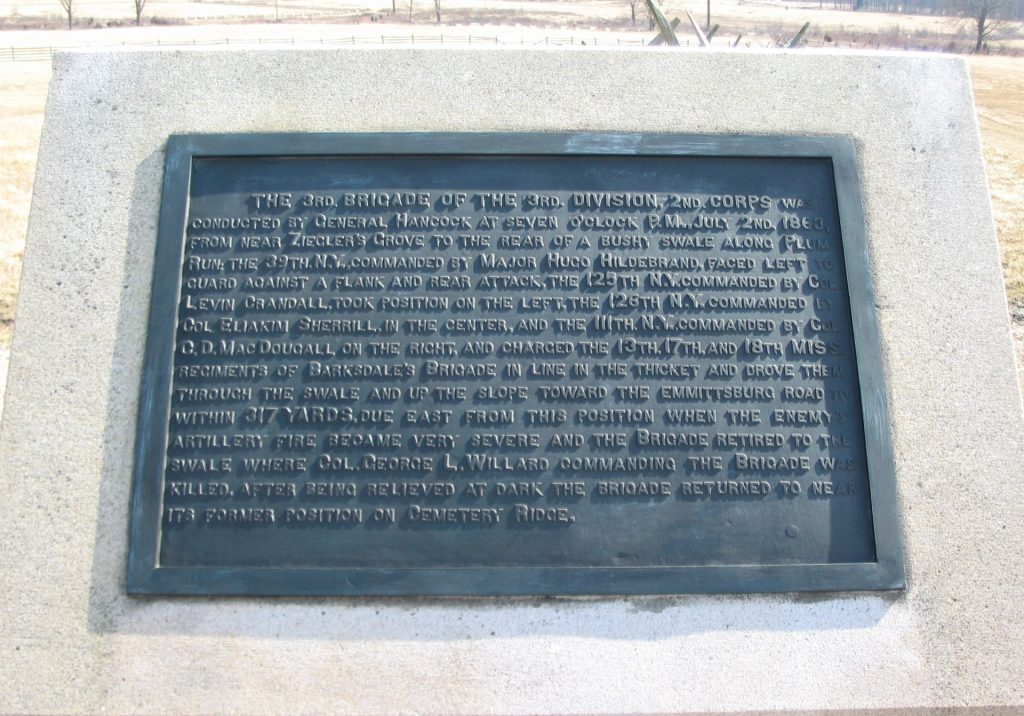 THE 3RD. BRIGADE OF THE 3RD. DIVISION, 2ND. CORPS WAS
CONDUCTED BY GENERAL HANCOCK AT SEVEN O'CLOCK P.M., JULY 2ND, 1863,
FROM NEAR ZIEGLER'S GROVE TO THE REAR OF A BUSHY SWALE ALONG PLUM
RUN; THE 39TH. N.Y., COMMANDED BY MAJOR HUGO HILDEBRAND, FACED LEFT TO
GUARD AGAINST A FLANK AND REAR ATTACK, THE 125TH N.Y. COMMANDED BY COL.
LEVIN CRANDALL, TOOK POSITION ON THE LEFT, THE 126TH N.Y. COMMANDED BY
COL ELIAKIM SHERRILL, IN THE CENTER, AND THE 111TH. N.Y., COMMANDED BY COL.
C. D. MACDOUGALL, ON THE RIGHT, AND CHARGED THE 13TH, 17TH, AND 18TH MISS.
REGIMENTS OF BARKSDALE'S BRIGADE IN LINE IN THE THICKET AND DROVE THEM
THROUGH THE SWALE AND UP THE SLOPE TOWARD THE EMMITTSBURG ROAD TO
WITHIN 317 YARDS, DUE EAST FROM THIS POSITION WHEN THE ENEMY'S
ARTILLERY FIRE BECAME VERY SEVERE AND THE BRIGADE RETIRED TO THE
SWALE WHERE COL. GEORGE L. WILLARD COMMANDING THE BRIGADE WAS
KILLED. AFTER BEING RELIEVED AT DARK THE BRIGADE RETURNED TO NEAR
ITS FORMER POSITION ON CEMETERY RIDGE.